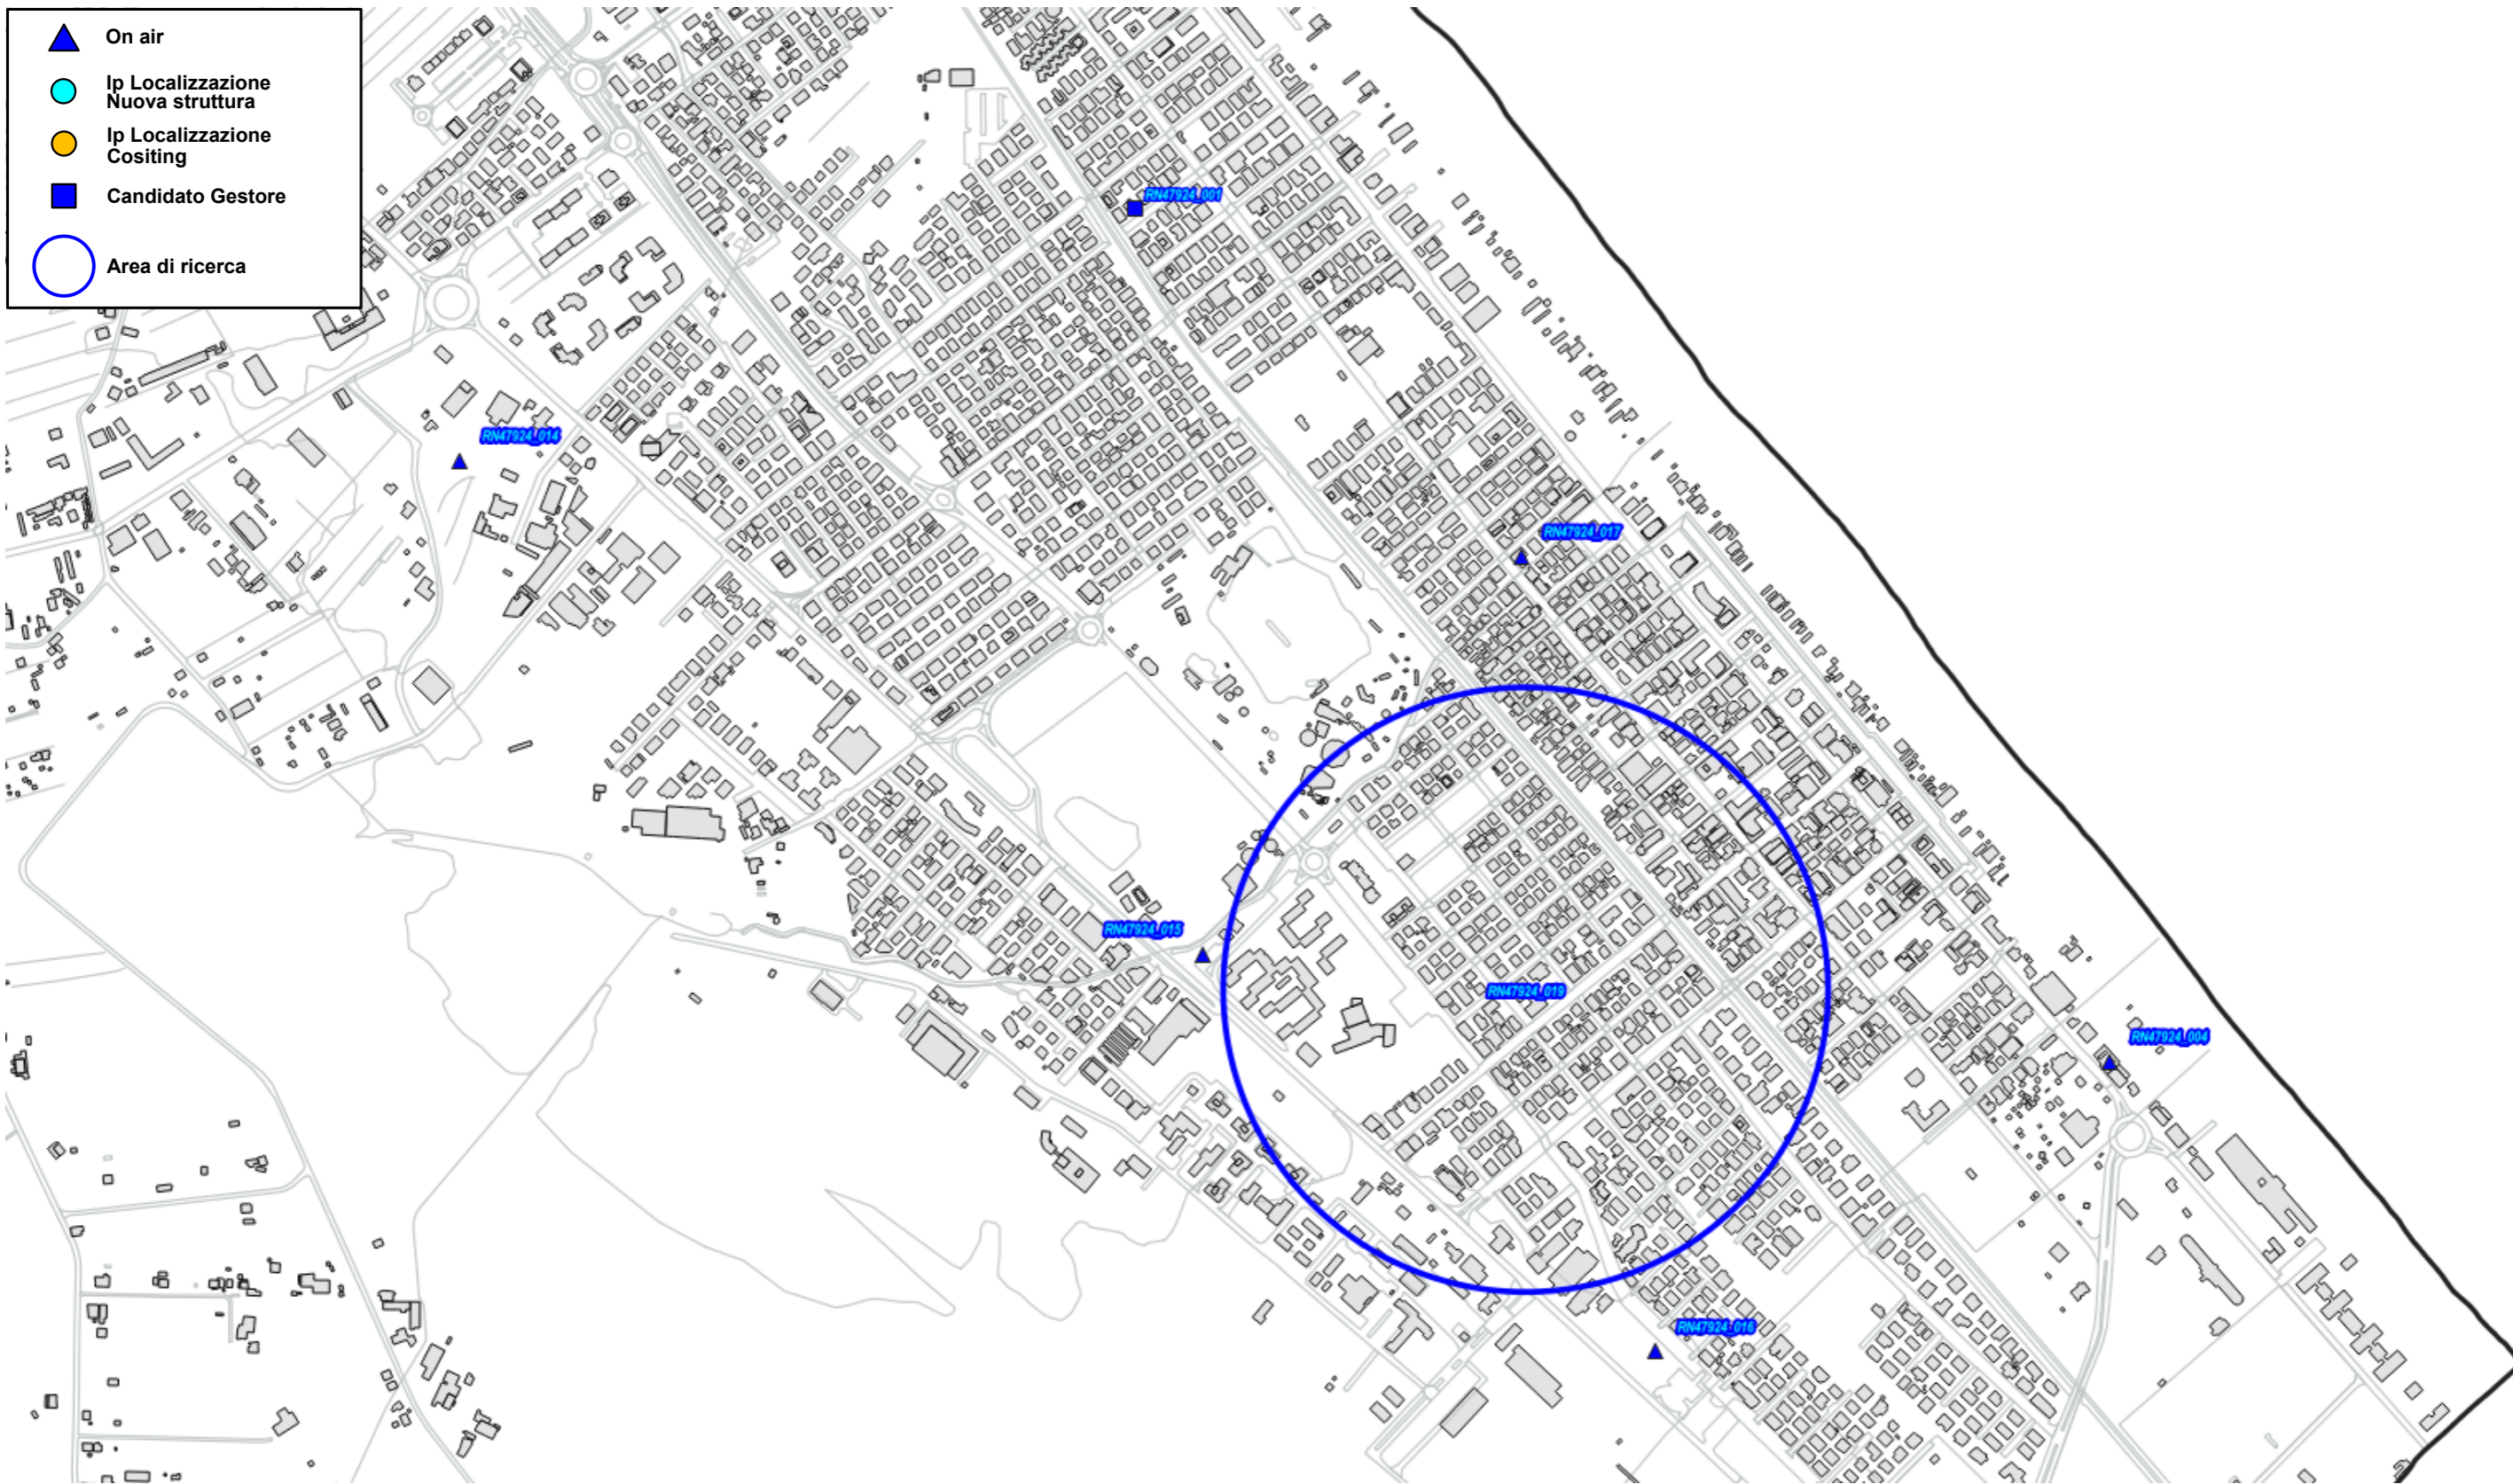 On air
Ip Localizzazione
Nuova struttura
Ip Localizzazione
Cositing
Candidato Gestore
Area di ricerca
RN47924_001
RN47924_014
RN47924_017
RN47924_015
RN47924_019
RN47924_004
RN47924_016